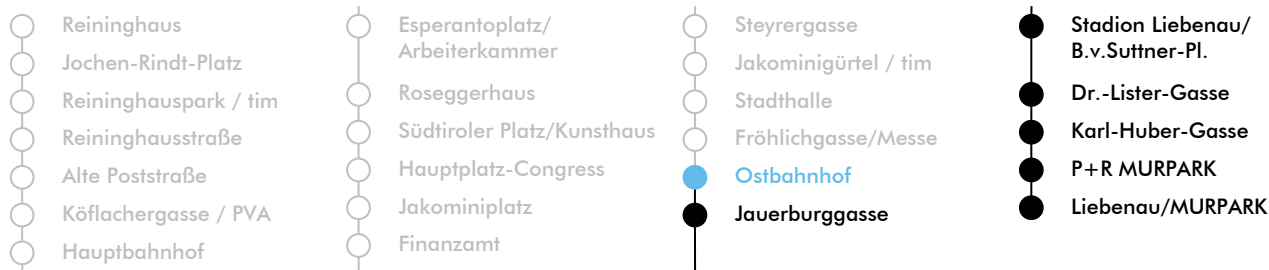 Reininghaus
Jochen-Rindt-Platz
Reininghauspark / tim
Reininghausstraße
Alte Poststraße
Köflachergasse / PVA
Hauptbahnhof
Esperantoplatz/
Arbeiterkammer
Roseggerhaus
Südtiroler Platz/Kunsthaus
Hauptplatz-Congress
Jakominiplatz
Finanzamt
Steyrergasse
Jakominigürtel / tim
Stadthalle
Fröhlichgasse/Messe
Ostbahnhof
Jauerburggasse
Stadion Liebenau/
B.v.Suttner-Pl.
Dr.-Lister-Gasse
Karl-Huber-Gasse
P+R MURPARK
Liebenau/MURPARK